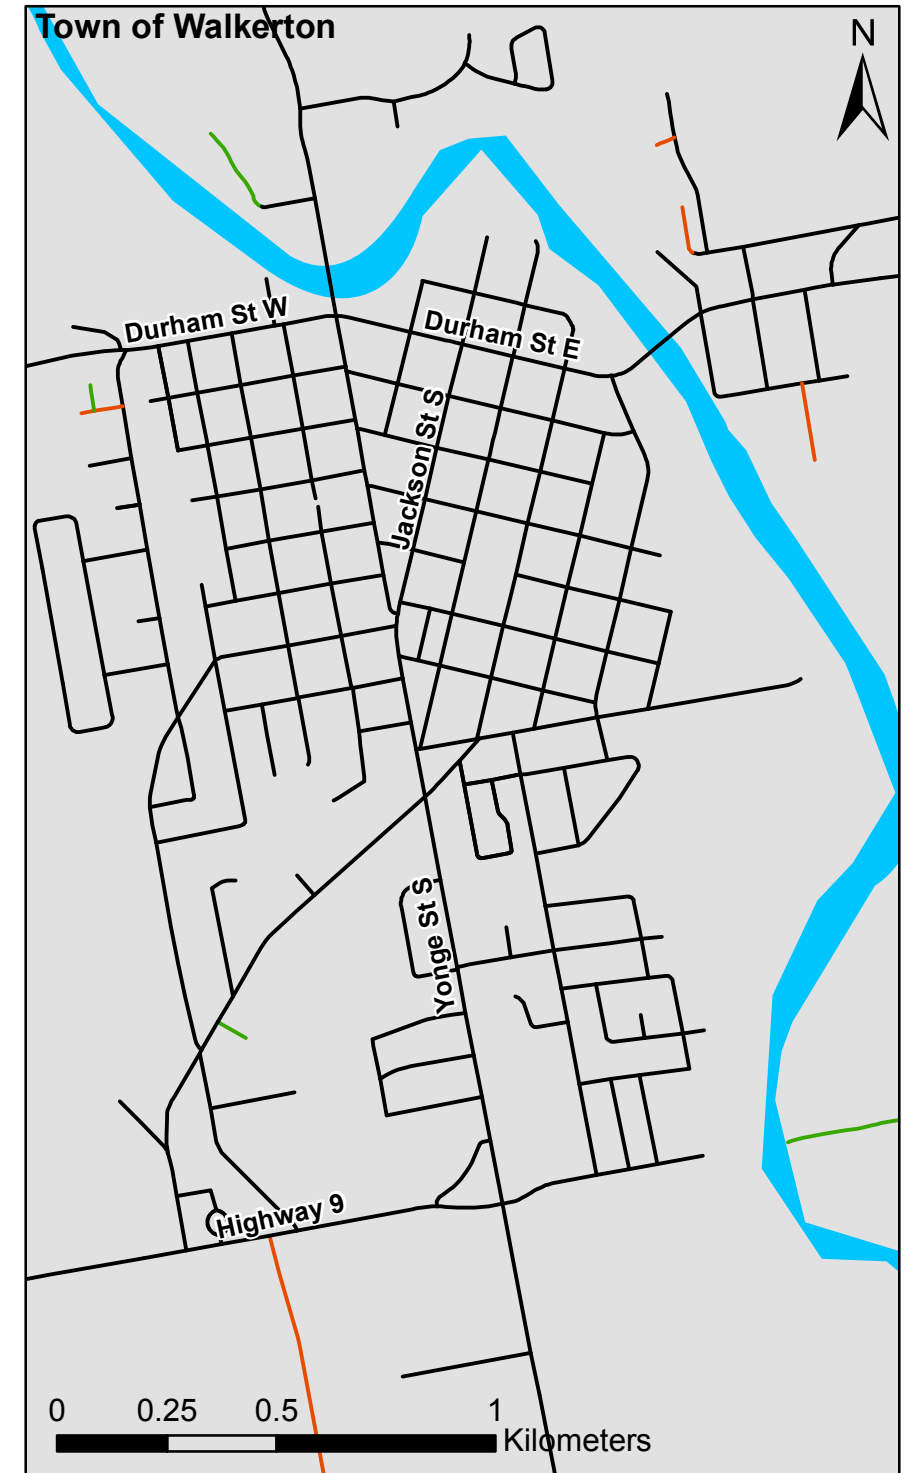 Town of Walkerton
N
Durham St W
Durham St E
Jackson St S
Yonge St S
Highway 9
0 0.25 0.5 1
Kilometers